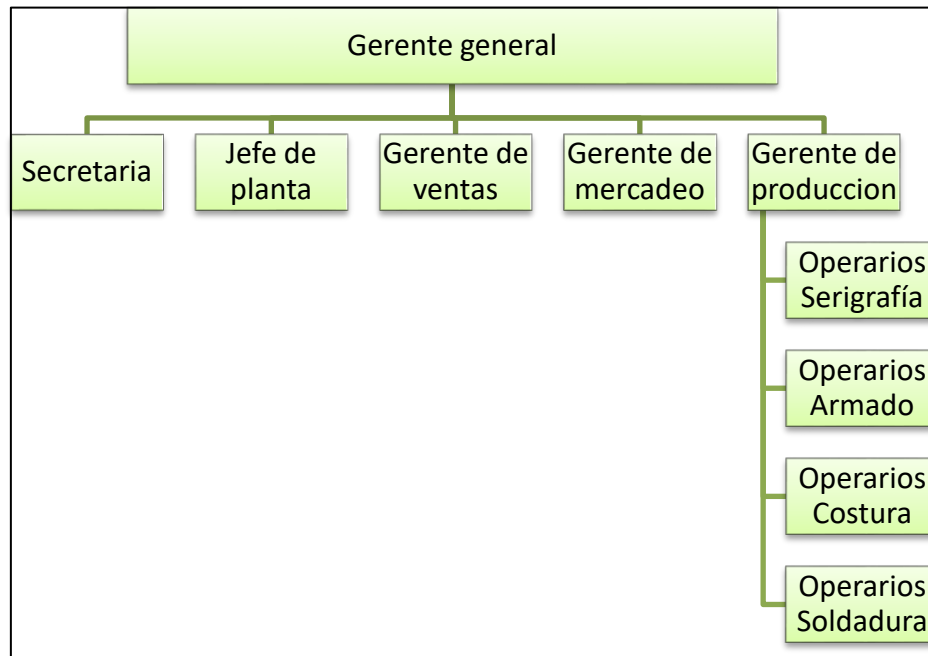 Gerente general
Secretaria
Jefe de
planta
Gerente de
ventas
Gerente de
mercadeo
Gerente de
produccion
Operarios
Serigrafía
Operarios
Armado
Operarios
Costura
Operarios
Soldadura